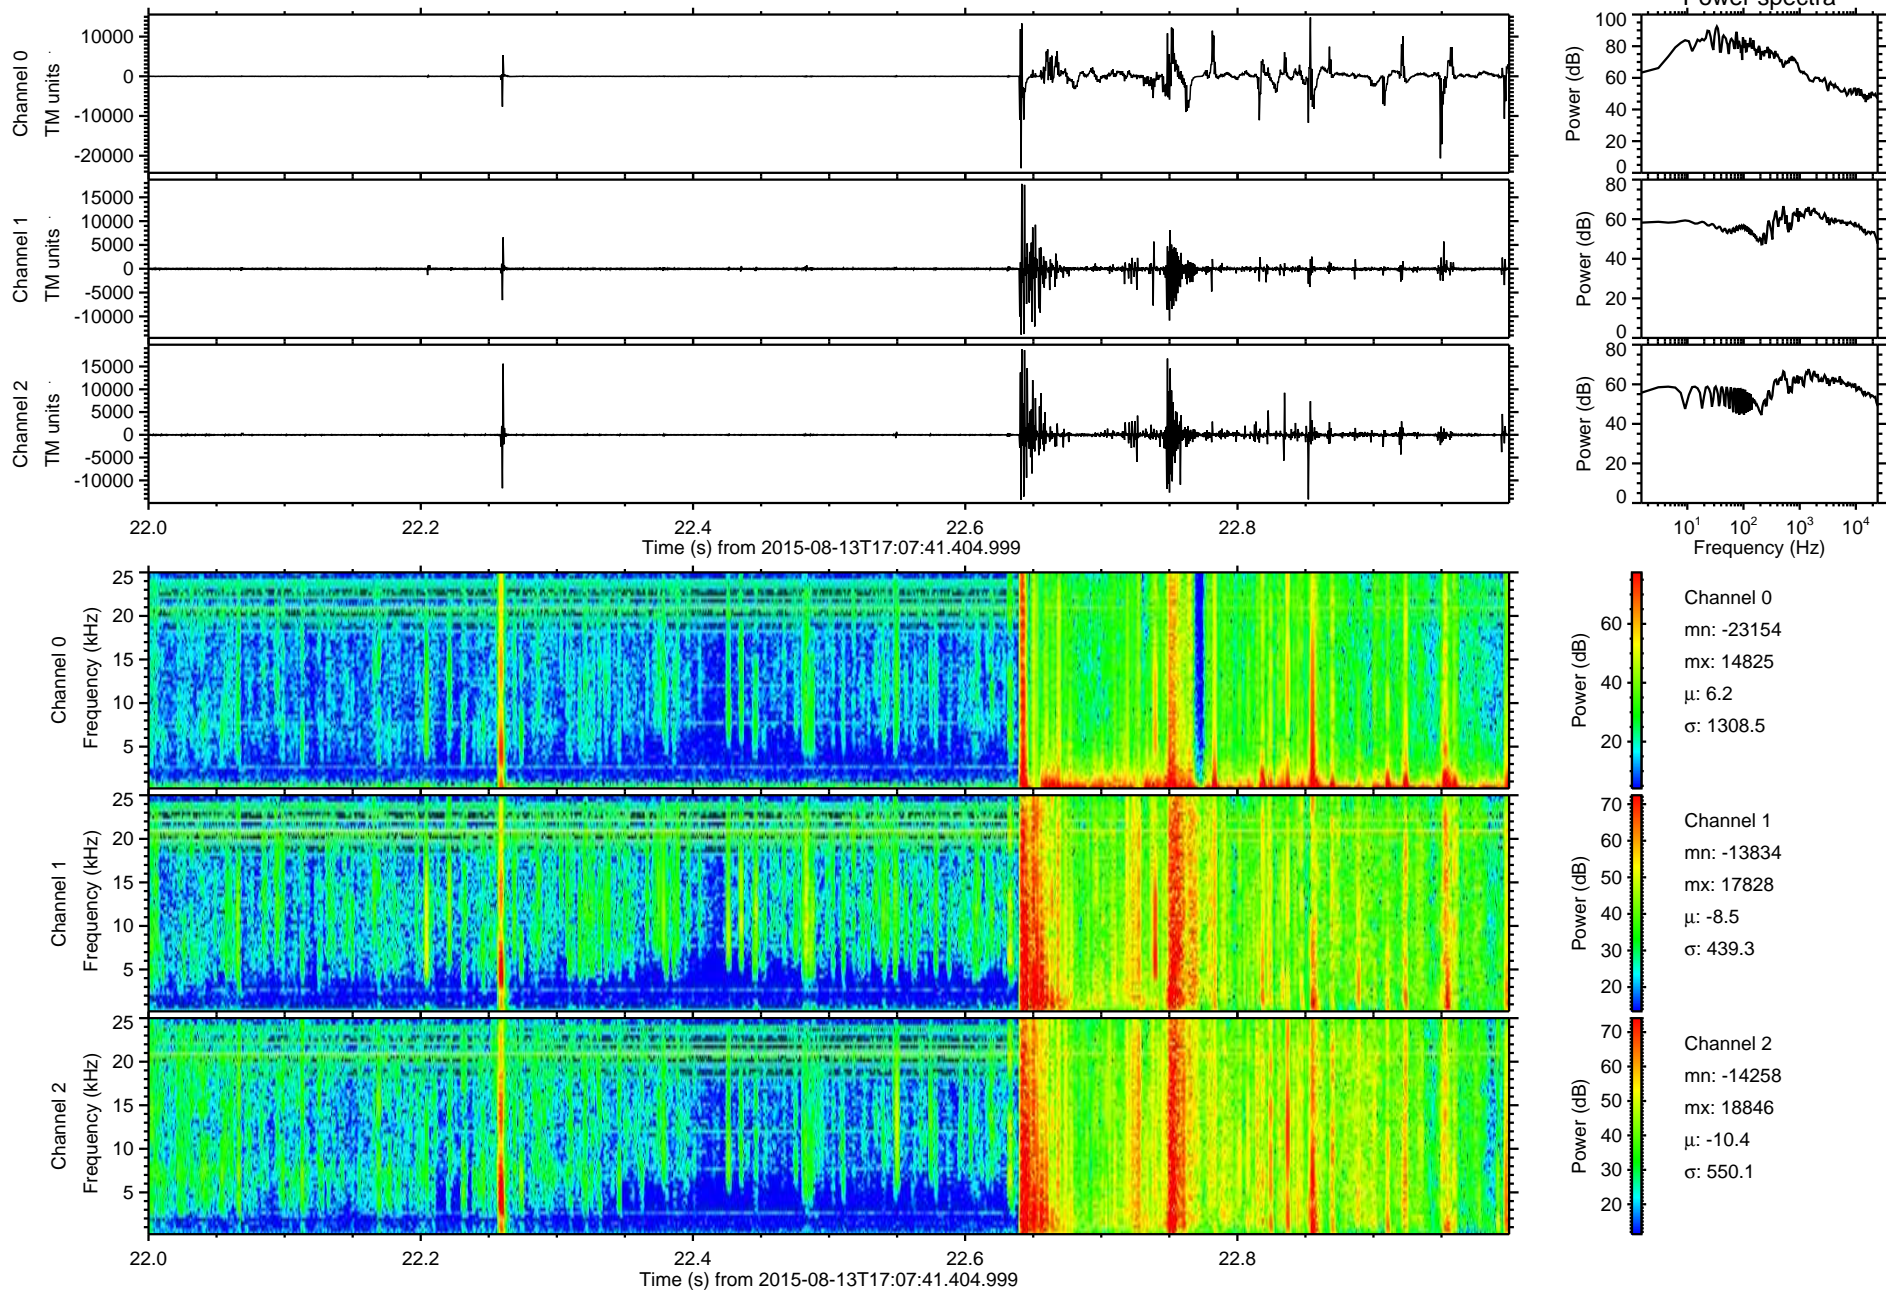 Power spectra
Channel 0
TM units
10000
0
-10000
-20000
Power (dB)
100
80
60
40
20
0
Channel 1
TM units
15000
10000
5000
0
-5000
-10000
Power (dB)
80
60
40
20
0
Channel 2
TM units
15000
10000
5000
0
-5000
-10000
Power (dB)
80
60
40
20
0
22.0 22.2 22.4 22.6 22.8
Time (s) from 2015-08-13T17:07:41.404.999
10¹ 10² 10³ 10⁴
Frequency (Hz)
Channel 0
Frequency (kHz)
25
20
15
10
5
Power (dB)
60
40
20
Channel 0
mn: -23154
mx: 14825
μ: 6.2
σ: 1308.5
Channel 1
Frequency (kHz)
25
20
15
10
5
Power (dB)
70
60
50
40
30
20
Channel 1
mn: -13834
mx: 17828
μ: -8.5
σ: 439.3
Channel 2
Frequency (kHz)
25
20
15
10
5
Power (dB)
70
60
50
40
30
20
Channel 2
mn: -14258
mx: 18846
μ: -10.4
σ: 550.1
22.0 22.2 22.4 22.6 22.8
Time (s) from 2015-08-13T17:07:41.404.999